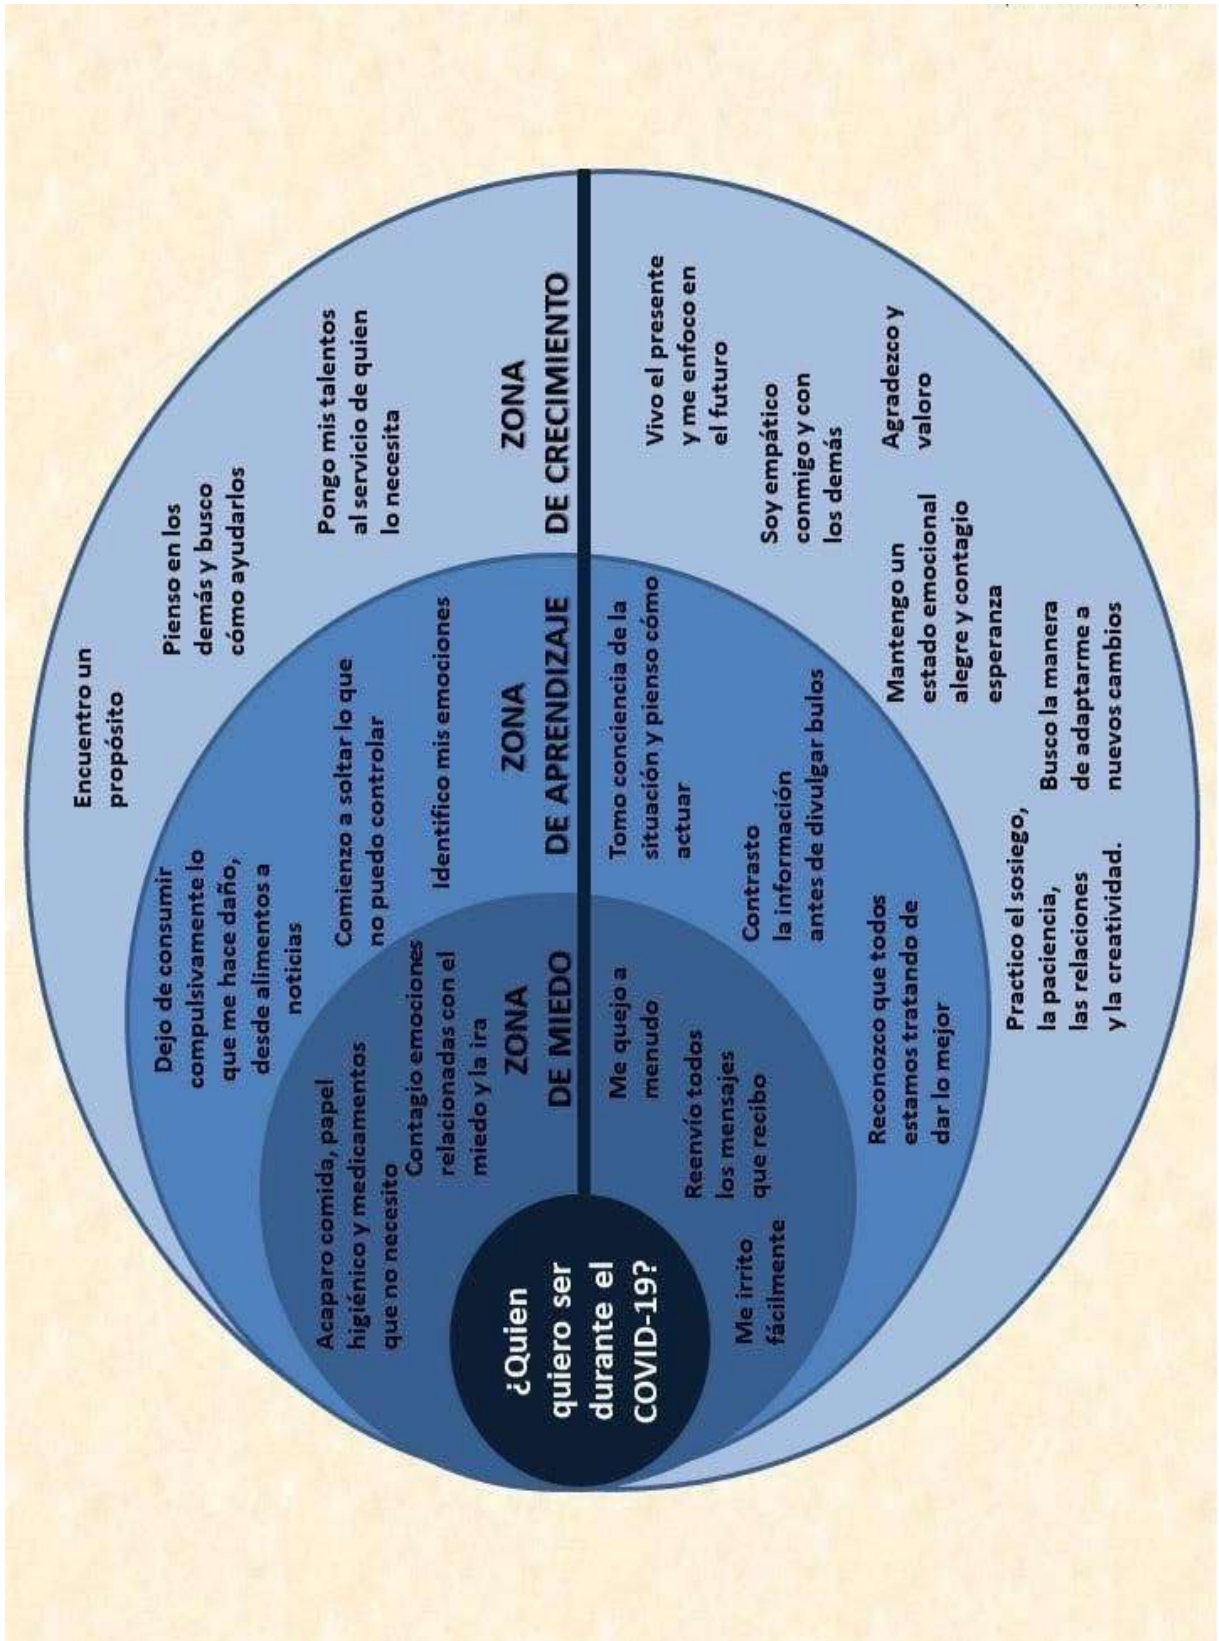 ¿Quien
quiero ser
durante el
COVID-19?
ZONA
DE MIEDO
Acaparo comida, papel
higiénico y medicamentos
que no necesito
Contagio emociones
relacionadas con el
miedo y la ira
Me quejo a
menudo
Reenvío todos
los mensajes
que recibo
Me irrito
fácilmente
ZONA
DE APRENDIZAJE
Dejo de consumir
compulsivamente lo
que me hace daño,
desde alimentos a
noticias
Comienzo a soltar lo que
no puedo controlar
Identifico mis emociones
Tomo conciencia de la
situación y pienso cómo
actuar
Contrasto
la información
antes de divulgar bulos
Reconozco que todos
estamos tratando de
dar lo mejor
ZONA
DE CRECIMIENTO
Encuentro un
propósito
Pienso en los
demás y busco
cómo ayudarlos
Pongo mis talentos
al servicio de quien
lo necesita
Vivo el presente
y me enfoco en
el futuro
Soy empático
conmigo y con
los demás
Agradezco y
valoro
Mantengo un
estado emocional
alegre y contagio
esperanza
Busco la manera
de adaptarme a
nuevos cambios
Practico el sosiego,
la paciencia,
las relaciones
y la creatividad.